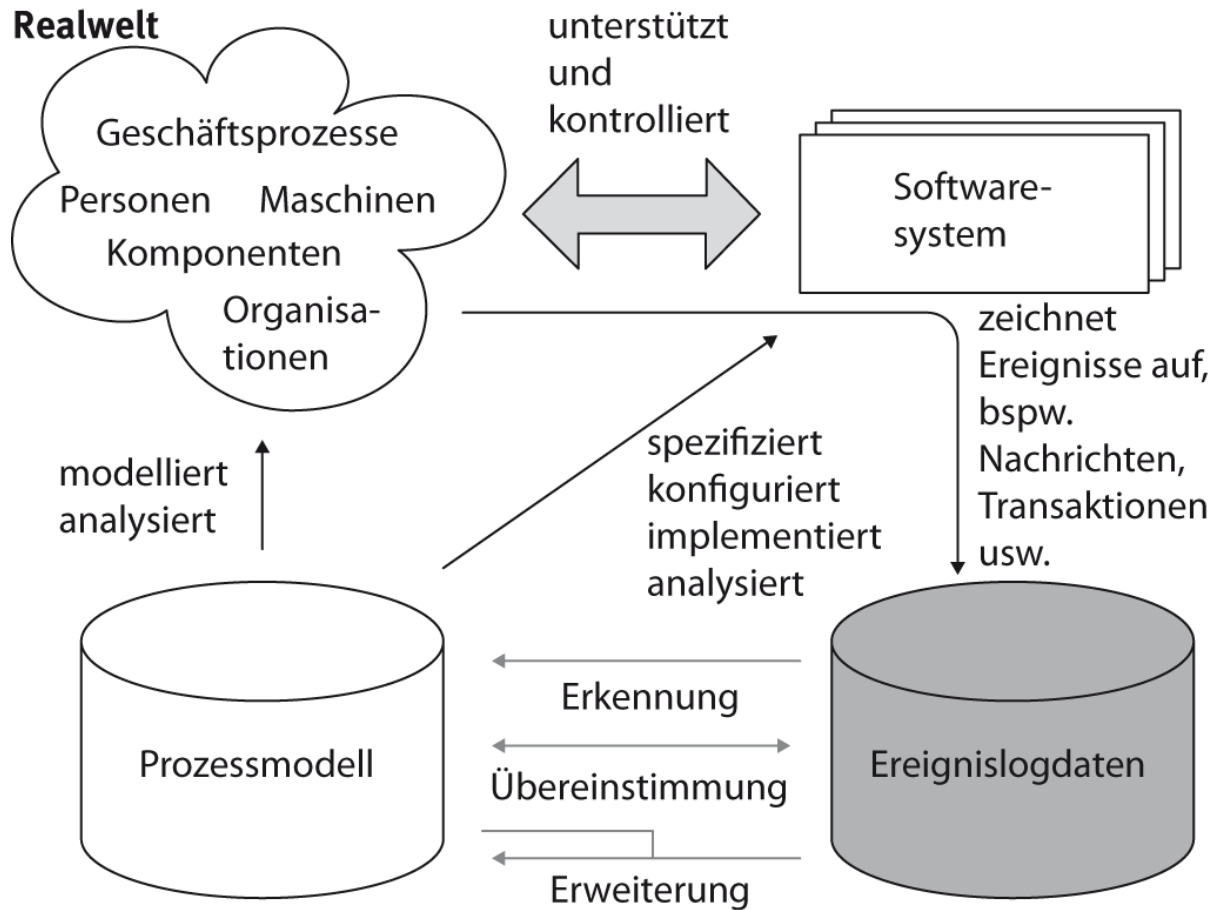 Realwelt
unterstützt
und
kontrolliert
Geschäftsprozesse
Personen Maschinen
Komponenten
Organisa-
tionen
Software-
system
zeichnet
Ereignisse auf,
bspw.
Nachrichten,
Transaktionen
usw.
modelliert
analysiert
spezifiziert
konfiguriert
implementiert
analysiert
Prozessmodell
Erkennung
Übereinstimmung
Erweiterung
Ereignislogdaten